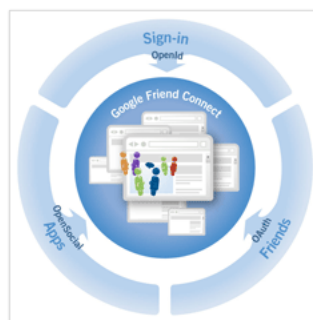 Sign-in
OpenId
Google Friend Connect
OpenSocial
Apps
OAuth
Friends